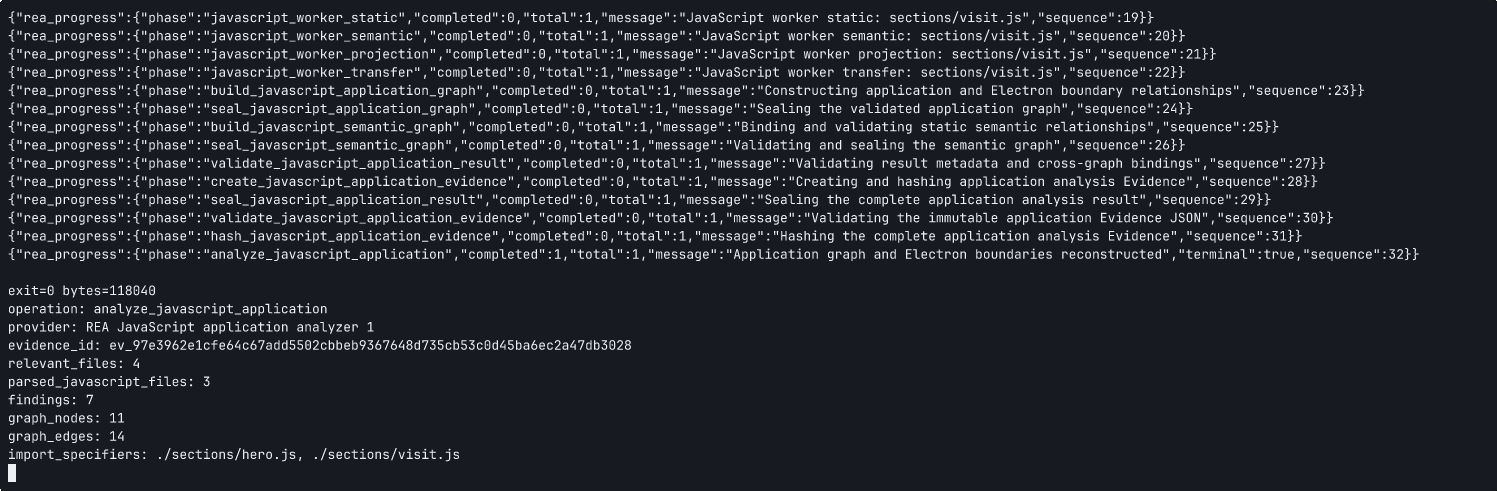 {"rea_progress":{"phase":"javascript_worker_static","completed":0,"total":1,"message":"JavaScript worker static: sections/visit.js","sequence":19}}
{"rea_progress":{"phase":"javascript_worker_semantic","completed":0,"total":1,"message":"JavaScript worker semantic: sections/visit.js","sequence":20}}
{"rea_progress":{"phase":"javascript_worker_projection","completed":0,"total":1,"message":"JavaScript worker projection: sections/visit.js","sequence":21}}
{"rea_progress":{"phase":"javascript_worker_transfer","completed":0,"total":1,"message":"JavaScript worker transfer: sections/visit.js","sequence":22}}
{"rea_progress":{"phase":"build_javascript_application_graph","completed":0,"total":1,"message":"Constructing application and Electron boundary relationships","sequence":23}}
{"rea_progress":{"phase":"seal_javascript_application_graph","completed":0,"total":1,"message":"Sealing the validated application graph","sequence":24}}
{"rea_progress":{"phase":"build_javascript_semantic_graph","completed":0,"total":1,"message":"Binding and validating static semantic relationships","sequence":25}}
{"rea_progress":{"phase":"seal_javascript_semantic_graph","completed":0,"total":1,"message":"Validating and sealing the semantic graph","sequence":26}}
{"rea_progress":{"phase":"validate_javascript_application_result","completed":0,"total":1,"message":"Validating result metadata and cross-graph bindings","sequence":27}}
{"rea_progress":{"phase":"create_javascript_application_evidence","completed":0,"total":1,"message":"Creating and hashing application analysis Evidence","sequence":28}}
{"rea_progress":{"phase":"seal_javascript_application_result","completed":0,"total":1,"message":"Sealing the complete application analysis result","sequence":29}}
{"rea_progress":{"phase":"validate_javascript_application_evidence","completed":0,"total":1,"message":"Validating the immutable application Evidence JSON","sequence":30}}
{"rea_progress":{"phase":"hash_javascript_application_evidence","completed":0,"total":1,"message":"Hashing the complete application analysis Evidence","sequence":31}}
{"rea_progress":{"phase":"analyze_javascript_application","completed":1,"total":1,"message":"Application graph and Electron boundaries reconstructed","terminal":true,"sequence":32}}
exit=0 bytes=118040
operation: analyze_javascript_application
provider: REA JavaScript application analyzer 1
evidence_id: ev_97e3962e1cfe64c67add5502cbbeb9367648d735cb53c0d45ba6ec2a47db3028
relevant_files: 4
parsed_javascript_files: 3
findings: 7
graph_nodes: 11
graph_edges: 14
import_specifiers: ./sections/hero.js, ./sections/visit.js